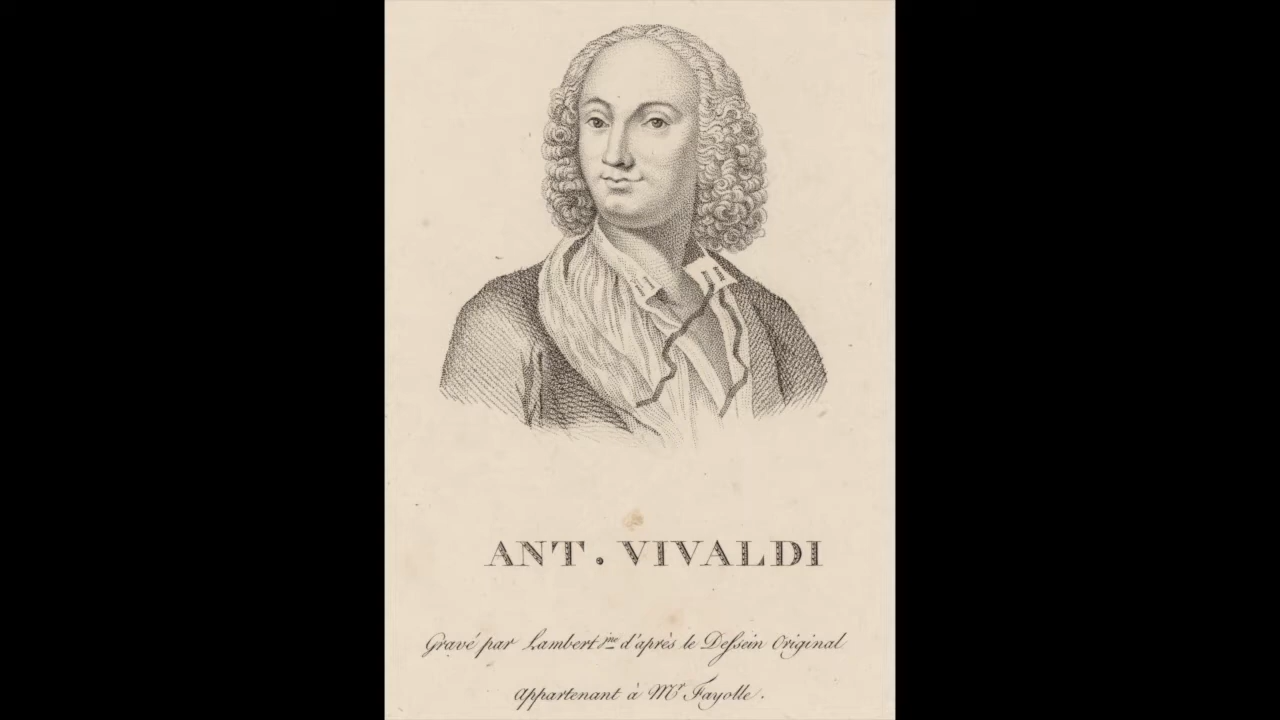 ANT. VIVALDI
Gravé par Lambert jne d'après le Deſsein Original
Appartenant à Mr Fayolle.